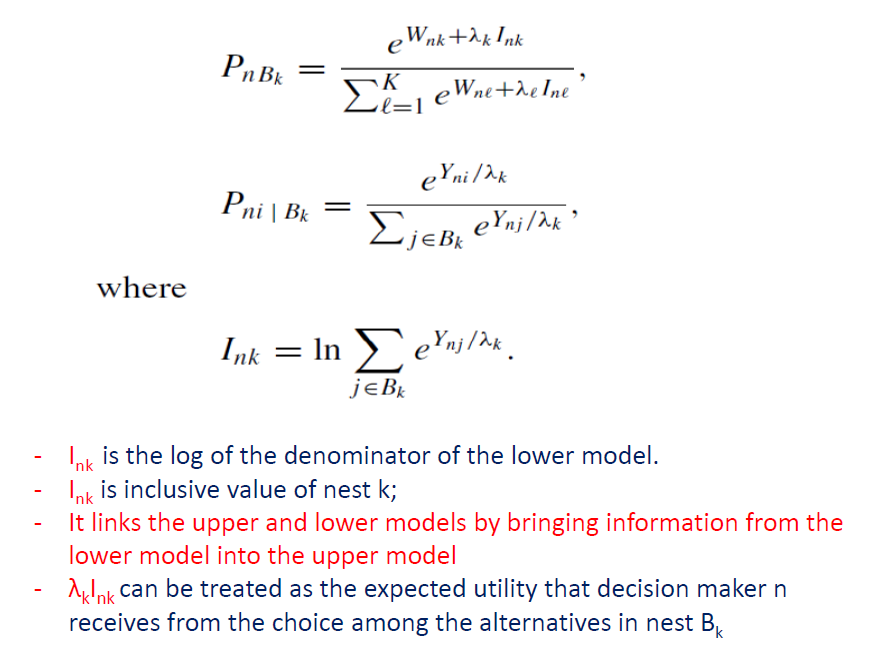 P_{nB_k} = \frac{e^{W_{nk}+\lambda_k I_{nk}}}{\sum_{\ell=1}^{K} e^{W_{n\ell}+\lambda_\ell I_{n\ell}}},
P_{ni \mid B_k} = \frac{e^{Y_{ni}/\lambda_k}}{\sum_{j \in B_k} e^{Y_{nj}/\lambda_k}},
where
I_{nk} = \ln \sum_{j \in B_k} e^{Y_{nj}/\lambda_k}.
- I_{nk} is the log of the denominator of the lower model.
- I_{nk} is inclusive value of nest k;
- It links the upper and lower models by bringing information from the
lower model into the upper model
- λ_kI_{nk} can be treated as the expected utility that decision maker n
receives from the choice among the alternatives in nest B_k